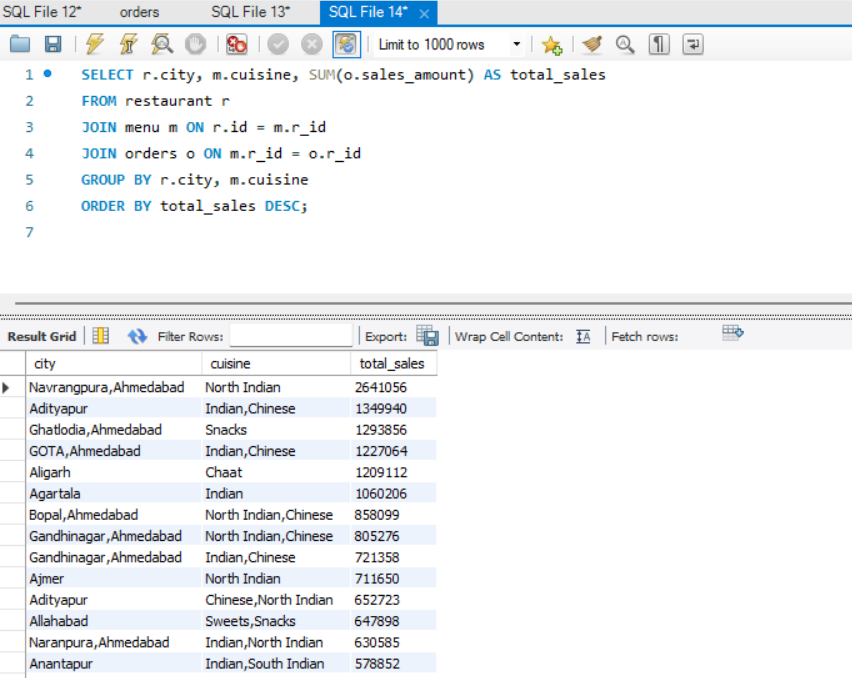 SQL File 12* orders SQL File 13* SQL File 14*
Limit to 1000 rows
1 SELECT r.city, m.cuisine, SUM(o.sales_amount) AS total_sales
2 FROM restaurant r
3 JOIN menu m ON r.id = m.r_id
4 JOIN orders o ON m.r_id = o.r_id
5 GROUP BY r.city, m.cuisine
6 ORDER BY total_sales DESC;
7
Result Grid Filter Rows: Export: Wrap Cell Content: Fetch rows:
city cuisine total_sales
Navrangpura,Ahmedabad North Indian 2641056
Adityapur Indian,Chinese 1349940
Ghatlodia,Ahmedabad Snacks 1293856
GOTA,Ahmedabad Indian,Chinese 1227064
Aligarh Chaat 1209112
Agartala Indian 1060206
Bopal,Ahmedabad North Indian,Chinese 858099
Gandhinagar,Ahmedabad North Indian,Chinese 805276
Gandhinagar,Ahmedabad Indian,Chinese 721358
Ajmer North Indian 711650
Adityapur Chinese,North Indian 652723
Allahabad Sweets,Snacks 647898
Naranpura,Ahmedabad Indian,North Indian 630585
Anantapur Indian,South Indian 578852